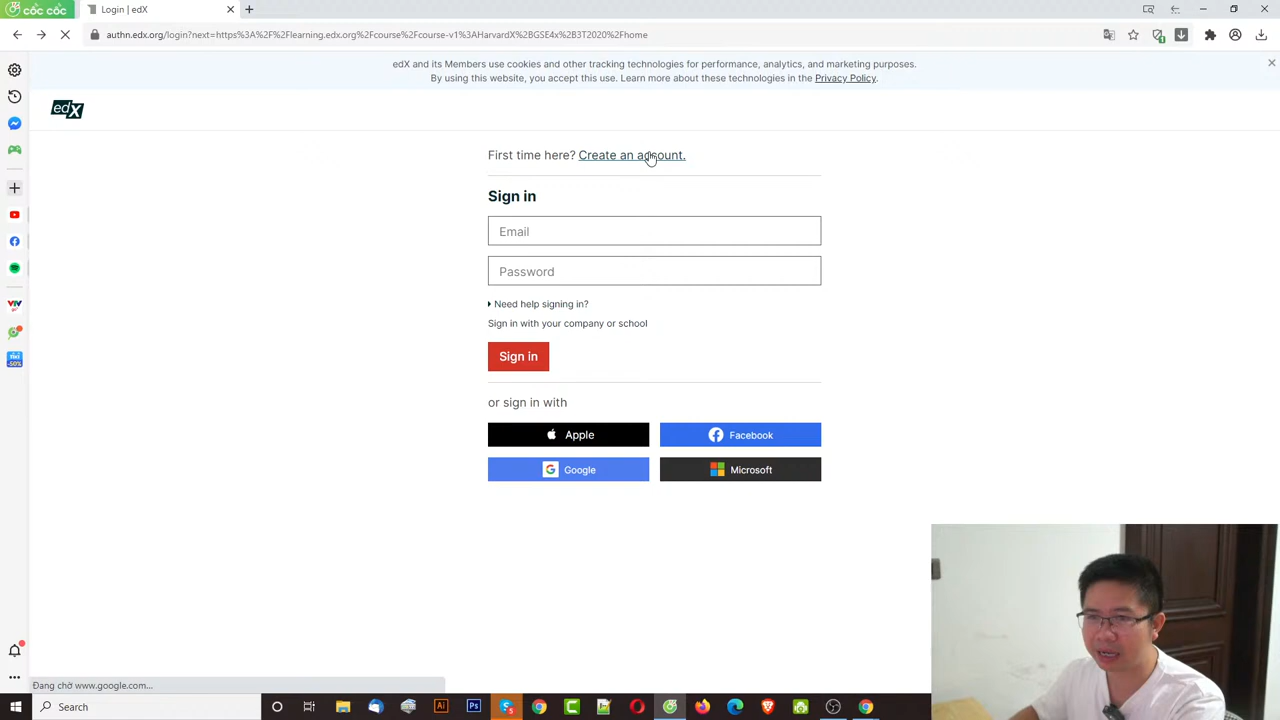 CỐC CỐC
Login | edX
authn.edx.org/login?next=https%3A%2F%2Flearning.edx.org%2Fcourse%2Fcourse-v1%3AHarvardX%2BGSE4x%2B3T2020%2Fhome
edX and its Members use cookies and other tracking technologies for performance, analytics, and marketing purposes.
By using this website, you accept this use. Learn more about these technologies in the Privacy Policy.
edX
First time here? Create an account.
Sign in
Email
Password
Need help signing in?
Sign in with your company or school
Sign in
or sign in with
Apple
Facebook
Google
Microsoft
Đang chờ www.google.com...
Search
Ai
Ps